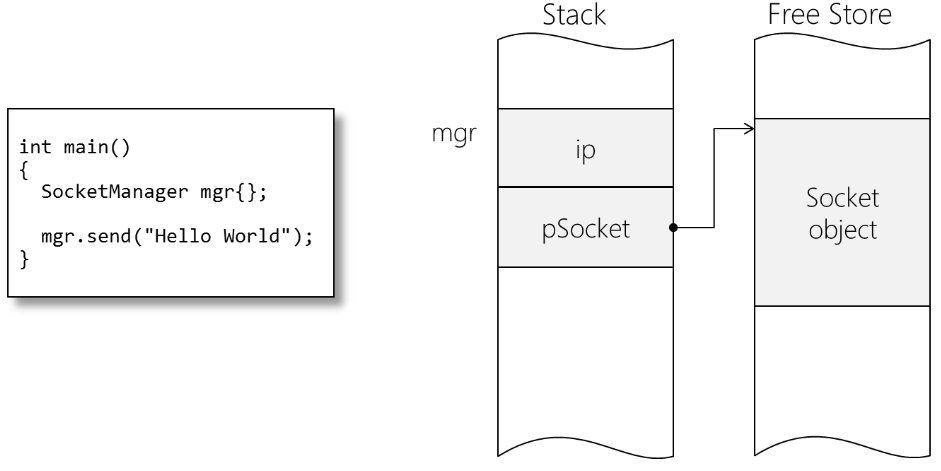 int main()
{
  SocketManager mgr{};
  mgr.send("Hello World");
}
Stack
Free Store
mgr
ip
pSocket
Socket
object